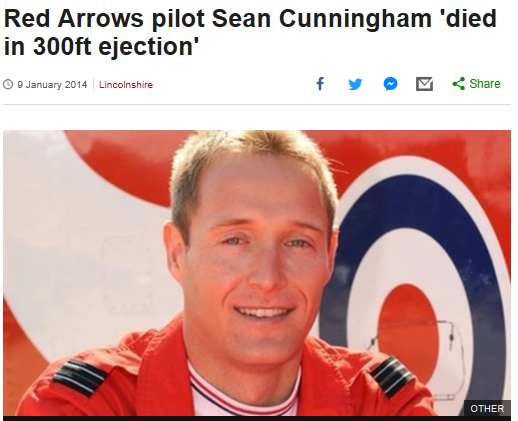 Red Arrows pilot Sean Cunningham 'died
in 300ft ejection'
9 January 2014 Lincolnshire
Share
OTHER